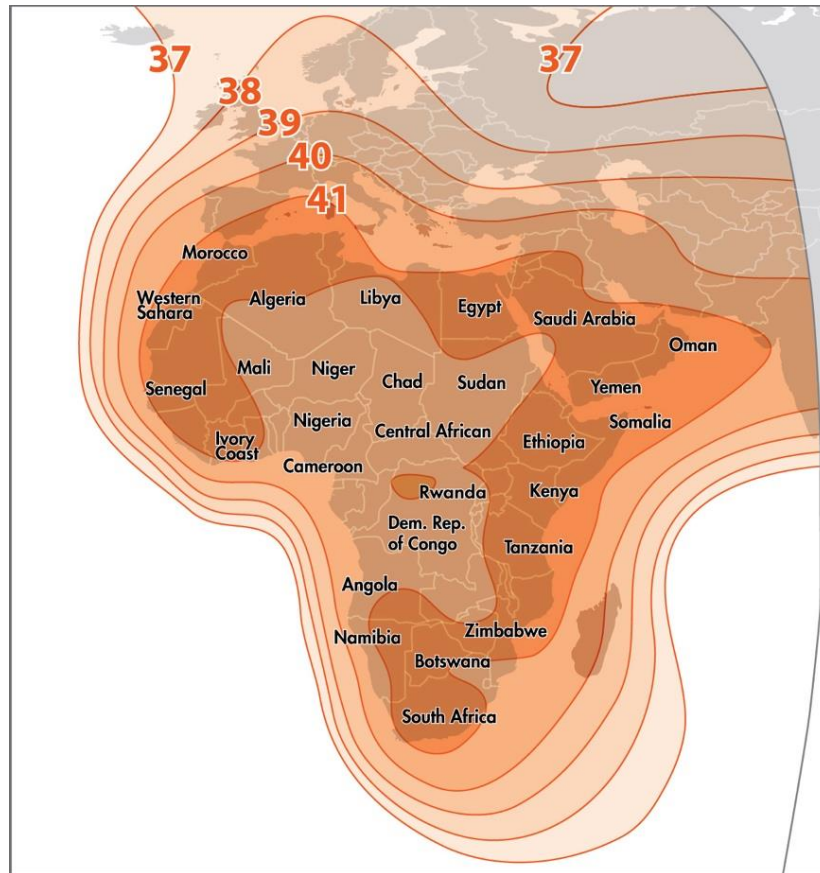 37
37
38
39
40
41
Morocco
Western
Sahara
Algeria
Libya
Egypt
Saudi Arabia
Oman
Mali
Niger
Chad
Sudan
Yemen
Senegal
Nigeria
Central African
Somalia
Ivory
Coast
Ethiopia
Cameroon
Rwanda
Kenya
Dem. Rep.
of Congo
Tanzania
Angola
Namibia
Zimbabwe
Botswana
South Africa